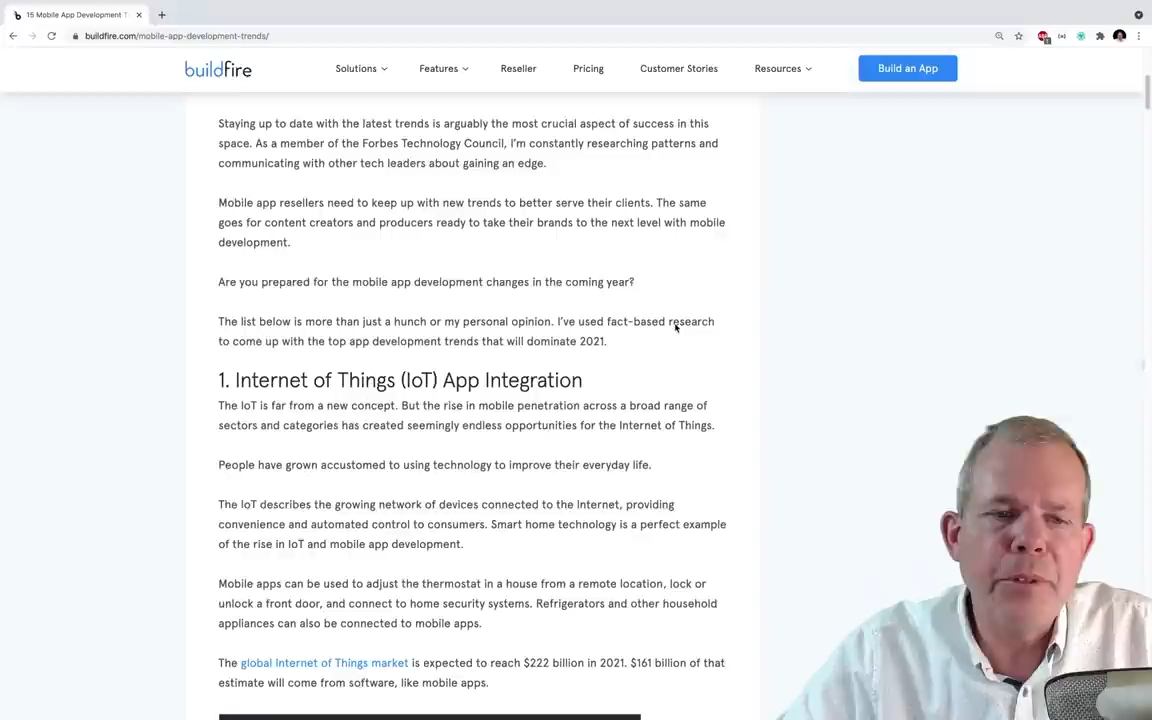 15 Mobile App Development T
buildfire.com/mobile-app-development-trends/
buildfire
Solutions
Features
Reseller
Pricing
Customer Stories
Resources
Build an App
Staying up to date with the latest trends is arguably the most crucial aspect of success in this
space. As a member of the Forbes Technology Council, I'm constantly researching patterns and
communicating with other tech leaders about gaining an edge.
Mobile app resellers need to keep up with new trends to better serve their clients. The same
goes for content creators and producers ready to take their brands to the next level with mobile
development.
Are you prepared for the mobile app development changes in the coming year?
The list below is more than just a hunch or my personal opinion. I've used fact-based research
to come up with the top app development trends that will dominate 2021.
1. Internet of Things (IoT) App Integration
The IoT is far from a new concept. But the rise in mobile penetration across a broad range of
sectors and categories has created seemingly endless opportunities for the Internet of Things.
People have grown accustomed to using technology to improve their everyday life.
The IoT describes the growing network of devices connected to the Internet, providing
convenience and automated control to consumers. Smart home technology is a perfect example
of the rise in IoT and mobile app development.
Mobile apps can be used to adjust the thermostat in a house from a remote location, lock or
unlock a front door, and connect to home security systems. Refrigerators and other household
appliances can also be connected to mobile apps.
The global Internet of Things market is expected to reach $222 billion in 2021. $161 billion of that
estimate will come from software, like mobile apps.